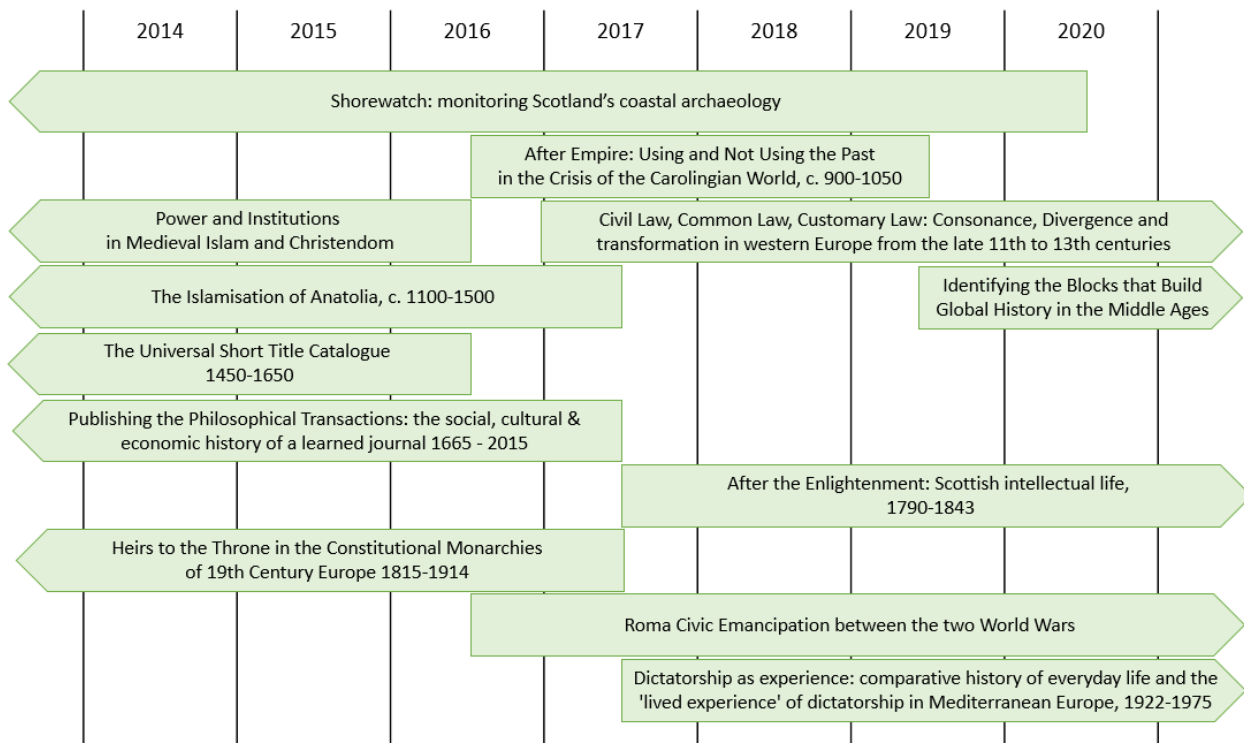 2014 2015 2016 2017 2018 2019 2020
Shorewatch: monitoring Scotland’s coastal archaeology
After Empire: Using and Not Using the Past
in the Crisis of the Carolingian World, c. 900-1050
Power and Institutions
in Medieval Islam and Christendom
Civil Law, Common Law, Customary Law: Consonance, Divergence and
transformation in western Europe from the late 11th to 13th centuries
The Islamisation of Anatolia, c. 1100-1500
Identifying the Blocks that Build
Global History in the Middle Ages
The Universal Short Title Catalogue
1450-1650
Publishing the Philosophical Transactions: the social, cultural &
economic history of a learned journal 1665 - 2015
After the Enlightenment: Scottish intellectual life,
1790-1843
Heirs to the Throne in the Constitutional Monarchies
of 19th Century Europe 1815-1914
Roma Civic Emancipation between the two World Wars
Dictatorship as experience: comparative history of everyday life and the
'lived experience' of dictatorship in Mediterranean Europe, 1922-1975